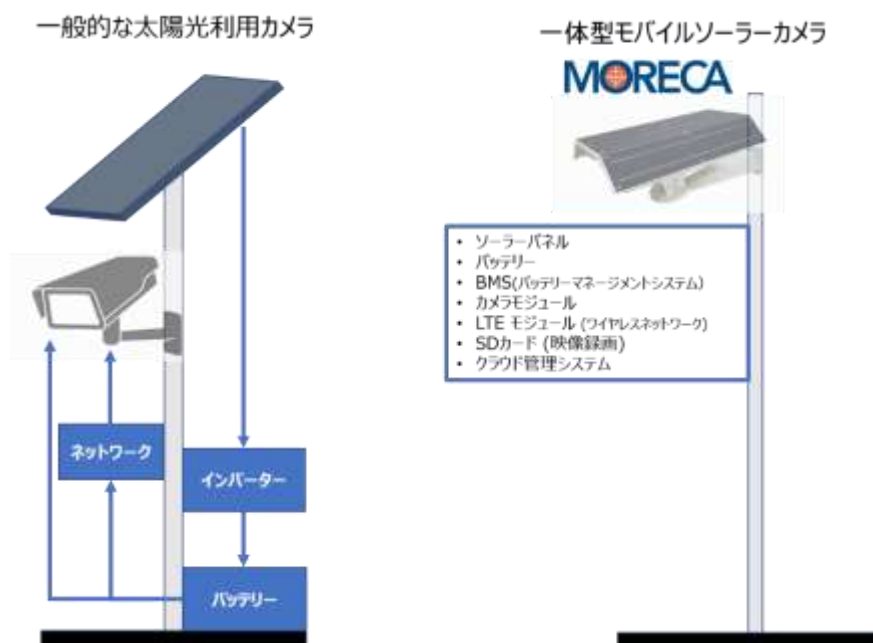 一般的な太陽光利用カメラ
ネットワーク
インバーター
バッテリー
一体型モバイルソーラーカメラ
MORECA
• ソーラーパネル
• バッテリー
• BMS(バッテリーマネージメントシステム)
• カメラモジュール
• LTE モジュール (ワイヤレスネットワーク)
• SDカード (映像録画)
• クラウド管理システム